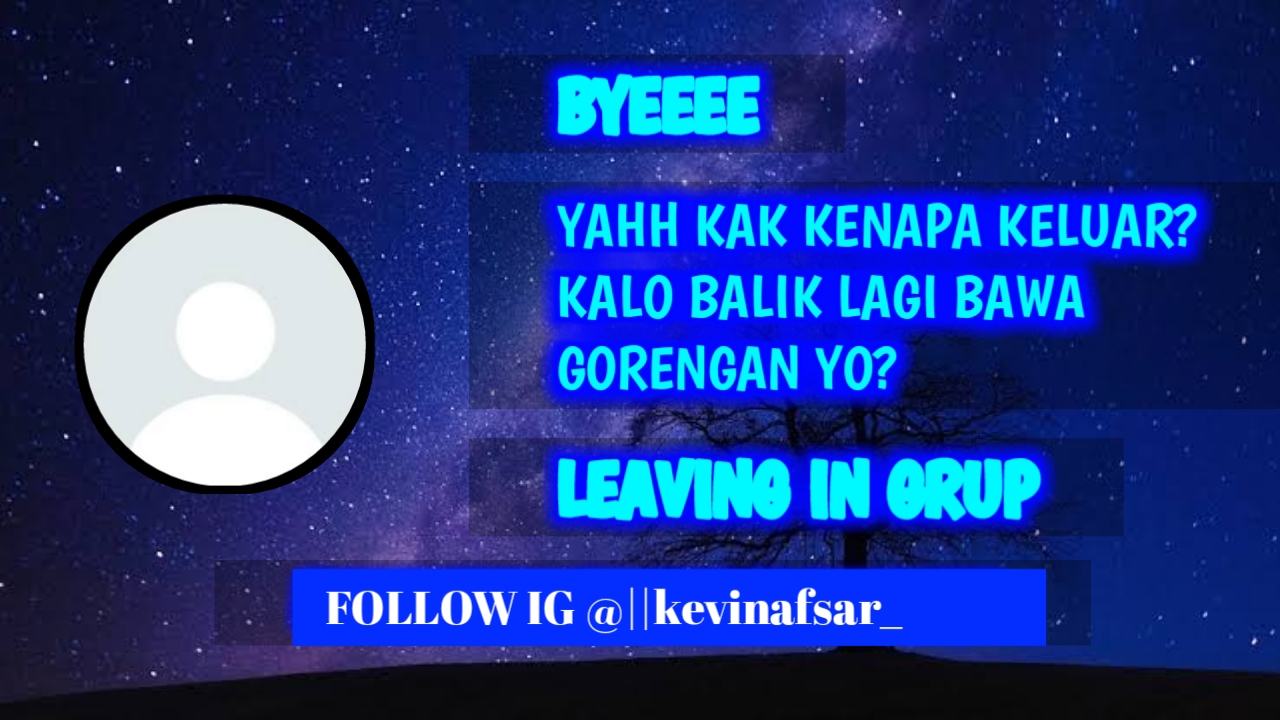 BYEEEE
YAHH KAK KENAPA KELUAR?
KALO BALIK LAGI BAWA
GORENGAN YO?
LEAVING IN GRUP
FOLLOW IG @||kevinafsar_